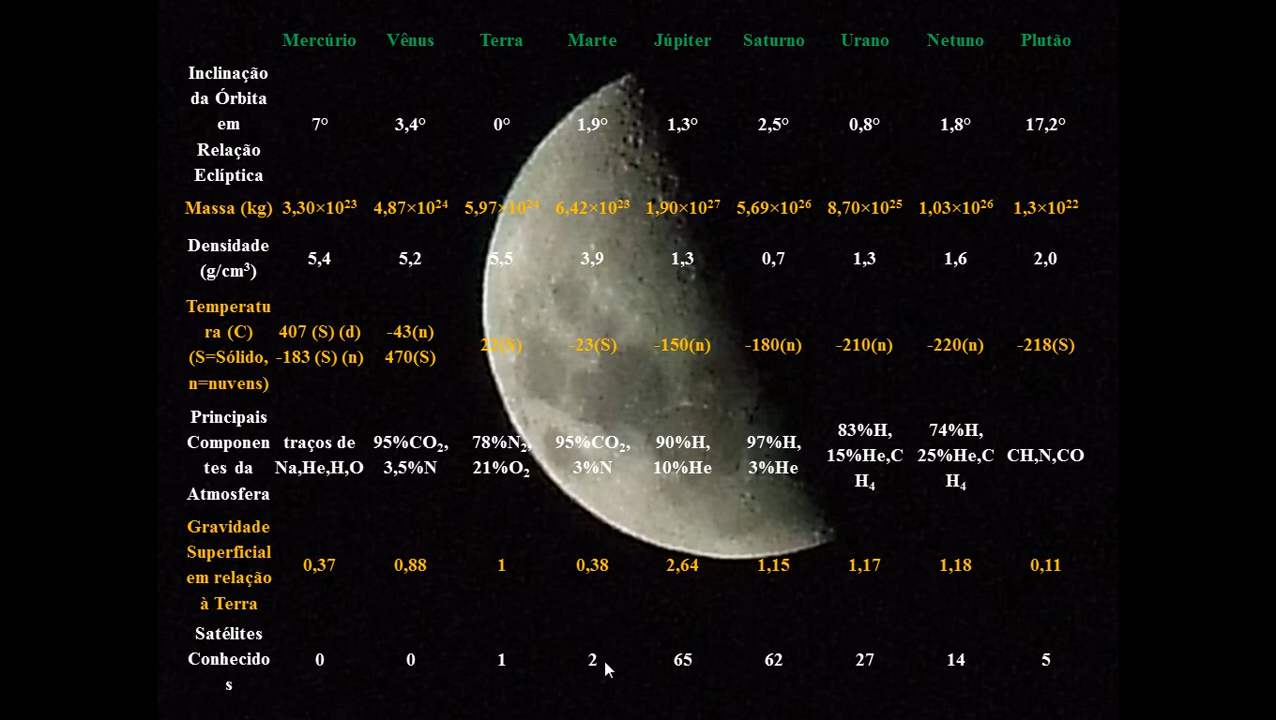 Mercúrio Vênus Terra Marte Júpiter Saturno Urano Netuno Plutão
Inclinação
da Órbita
em
Relação
Eclíptica
7° 3,4° 0° 1,9° 1,3° 2,5° 0,8° 1,8° 17,2°
Massa (kg) 3,30×10²³ 4,87×10²⁴ 5,97×10²⁴ 6,42×10²³ 1,90×10²⁷ 5,69×10²⁶ 8,70×10²⁵ 1,03×10²⁶ 1,3×10²²
Densidade
(g/cm³)
5,4 5,2 5,5 3,9 1,3 0,7 1,3 1,6 2,0
Temperatu
ra (C)
(S=Sólido,
n=nuvens)
407 (S) (d)
-183 (S) (n)
-43(n)
470(S)
22(S) -23(S) -150(n) -180(n) -210(n) -220(n) -218(S)
Principais
Componen
tes da
Atmosfera
traços de
Na,He,H,O
95%CO₂,
3,5%N
78%N₂,
21%O₂
95%CO₂,
3%N
90%H,
10%He
97%H,
3%He
83%H,
15%He,C
H₄
74%H,
25%He,C
H₄
CH,N,CO
Gravidade
Superficial
em relação
à Terra
0,37 0,88 1 0,38 2,64 1,15 1,17 1,18 0,11
Satélites
Conhecido
s
0 0 1 2 65 62 27 14 5